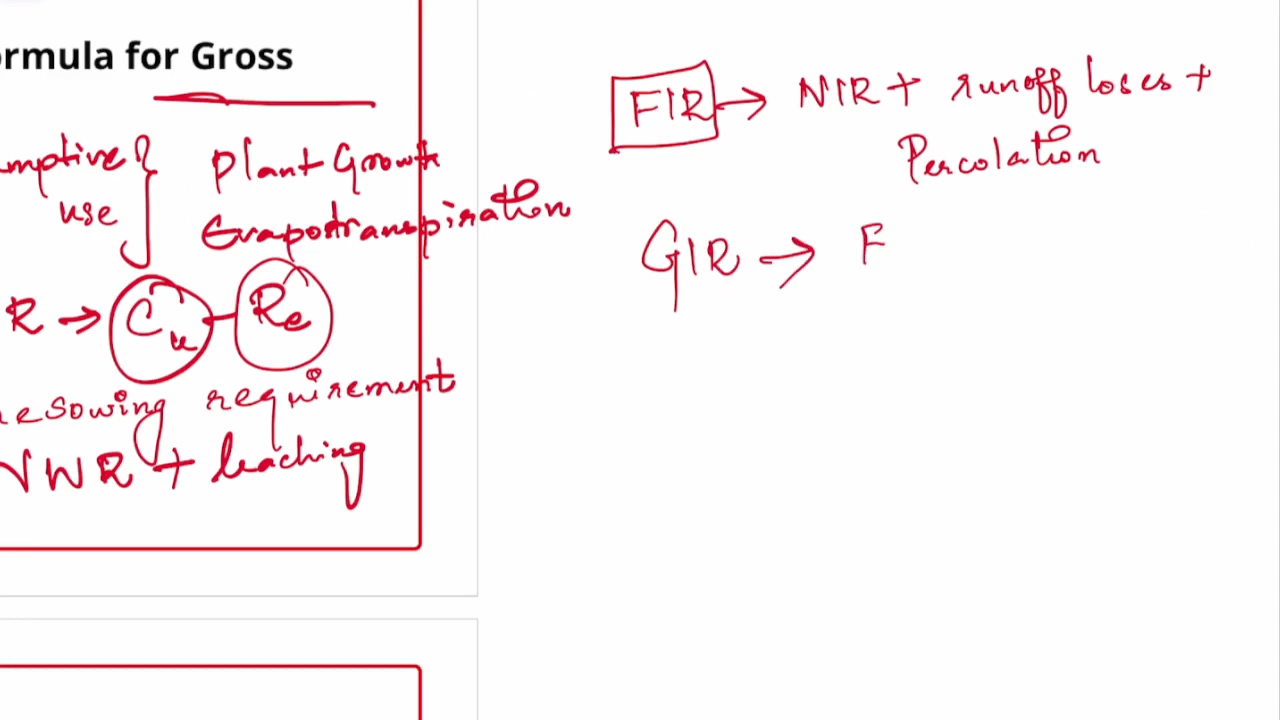 ormula for Gross
mptive } Plant Growth
use Evapotranspiration
R → Cu - Re
esowing requirement
NWR + leaching
FIR → NIR + runoff loses +
Percolation
GIR → F